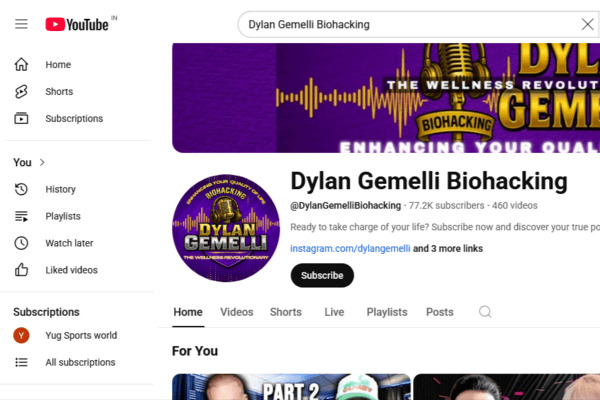 YouTube IN
Dylan Gemelli Biohacking
Home
Shorts
Subscriptions
You
History
Playlists
Watch later
Liked videos
Subscriptions
Y Yug Sports world
All subscriptions
DYL
THE WELLNESS REVOLUTIO
GEME
BIOHACKING
ENHANCING YOUR QUAL
ENHANCING YOUR QUALITY OF LIFE
BIOHACKING
DYLAN
GEMELLI
THE WELLNESS REVOLUTIONARY
Dylan Gemelli Biohacking
@DylanGemelliBiohacking · 77.2K subscribers · 460 videos
Ready to take charge of your life? Subscribe now and discover your true po
instagram.com/dylangemelli and 3 more links
Subscribe
Home Videos Shorts Live Playlists Posts
For You
PART 2